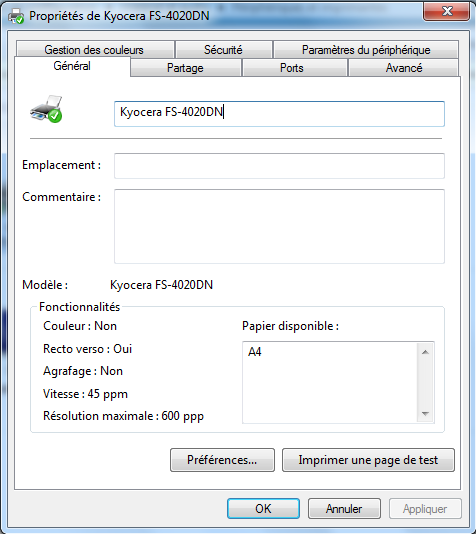 Propriétés de Kyocera FS-4020DN
Gestion des couleurs Sécurité Paramètres du périphérique
Général Partage Ports Avancé
Kyocera FS-4020DN
Emplacement :
Commentaire :
Modèle : Kyocera FS-4020DN
Fonctionnalités
Couleur : Non Papier disponible :
Recto verso : Oui A4
Agrafage : Non
Vitesse : 45 ppm
Résolution maximale : 600 ppp
Préférences... Imprimer une page de test
OK Annuler Appliquer